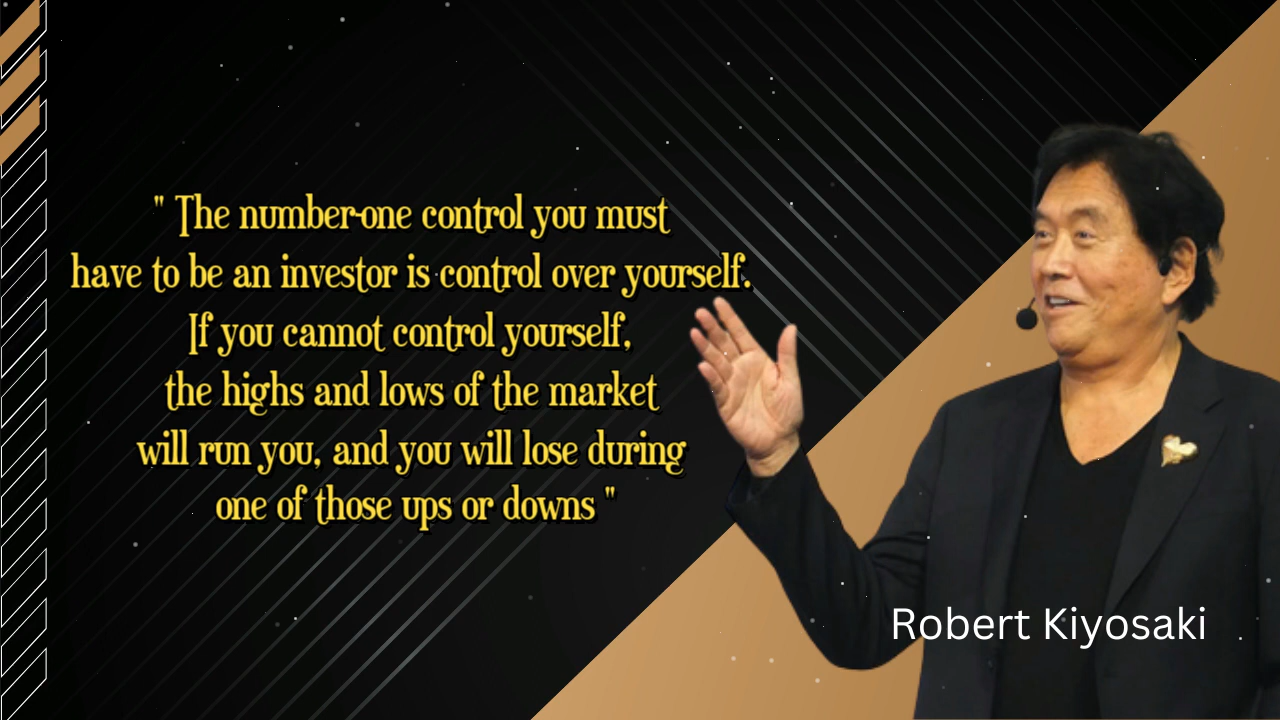 " The number-one control you must
have to be an investor is control over yourself.
If you cannot control yourself,
the highs and lows of the market
will run you, and you will lose during
one of those ups or downs "
Robert Kiyosaki